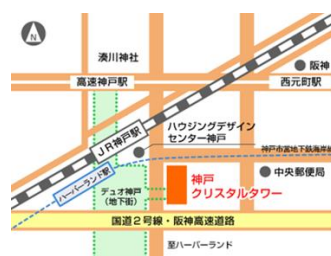 N
湊川神社
阪神
高速神戸駅
西元町駅
JR神戸駅
ハウジングデザイン
センター神戸
神戸市営地下鉄海岸線
ハーバーランド駅
デュオ神戸
(地下街)
神戸
クリスタルタワー
中央郵便局
国道2号線・阪神高速道路
至ハーバーランド